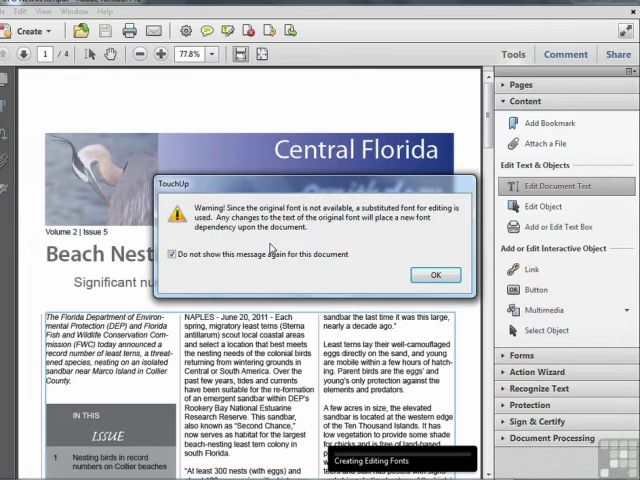 Edit View Window Help
Create
1 / 4
77.8%
Tools Comment Share
Pages
Content
Add Bookmark
Attach a File
Edit Text & Objects
Edit Document Text
Edit Object
Add or Edit Text Box
Add or Edit Interactive Object
Link
Button
Multimedia
Select Object
Forms
Action Wizard
Recognize Text
Protection
Sign & Certify
Document Processing
Central Florida
Volume 2 | Issue 5
Beach Nest
Significant nu
TouchUp
Warning! Since the original font is not available, a substituted font for editing is
used. Any changes to the text of the original font will place a new font
dependency upon the document.
Do not show this message again for this document
OK
The Florida Department of Environ-
mental Protection (DEP) and Florida
Fish and Wildlife Conservation Com-
mission (FWC) today announced a
record number of least terns, a threat-
ened species, nesting on an isolated
sandbar near Marco Island in Collier
County.
IN THIS
ISSUE
1 Nesting birds in record
numbers on Collier beaches
NAPLES - June 20, 2011 - Each
spring, migratory least terns (Sterna
antillarum) scout local coastal areas
and select a location that best meets
the nesting needs of the colonial birds
returning from wintering grounds in
Central or South America. Over the
past few years, tides and currents
have been suitable for the re-formation
of an emergent sandbar within DEP's
Rookery Bay National Estuarine
Research Reserve. This sandbar,
also known as "Second Chance,"
now serves as habitat for the largest
beach-nesting least tern colony in
south Florida.
"At least 300 nests (with eggs) and
sandbar the last time it was this large,
nearly a decade ago."
Least terns lay their well-camouflaged
eggs directly on the sand, and young
are mobile within a few hours of hatch-
ing. Parent birds are the eggs' and
young's only protection against the
elements and predators.
A few acres in size, the elevated
sandbar is located at the western edge
of the Ten Thousand Islands. It has
low vegetation to provide some shade
for chicks and is free of land-based
Creating Editing Fonts